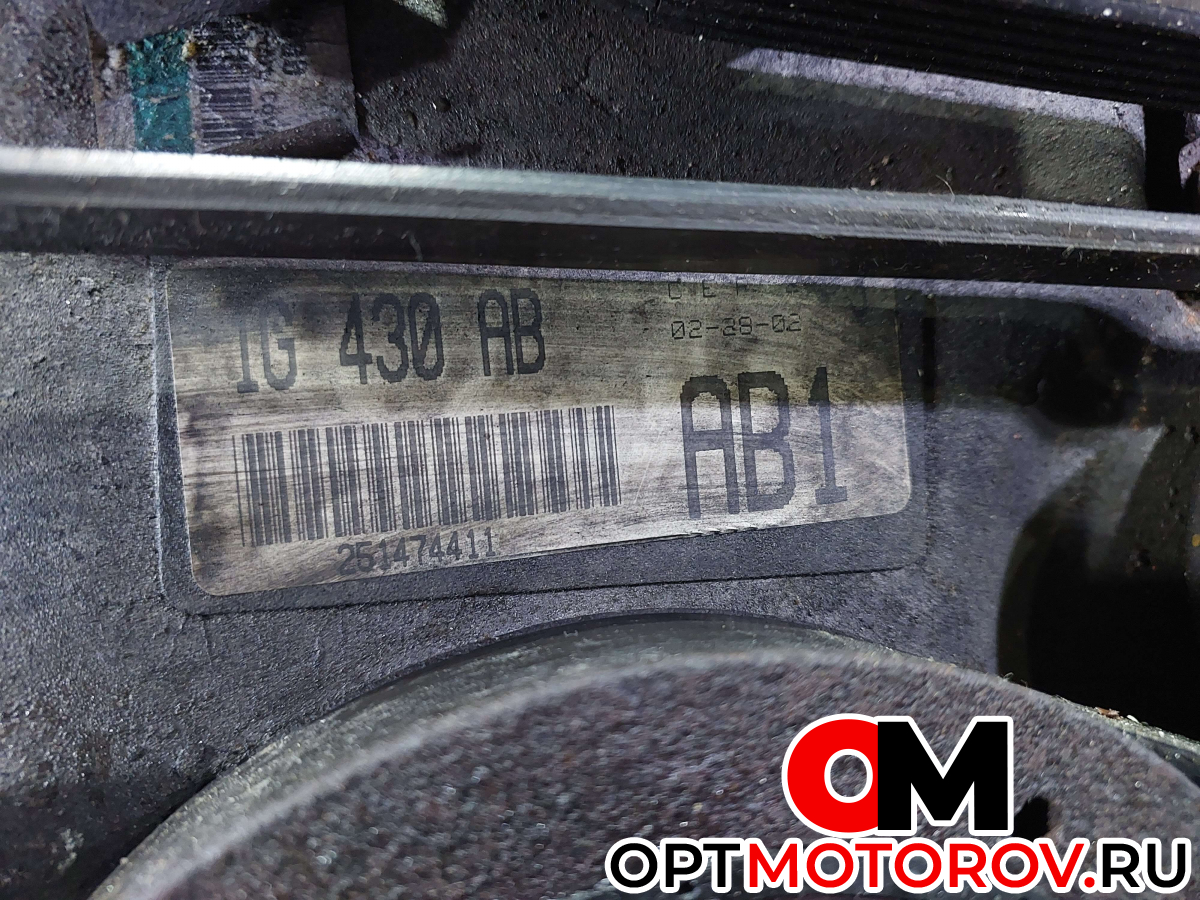 1G 430 AB
02-28-02
AB1
251474411
OM
OPTMOTOROV.RU